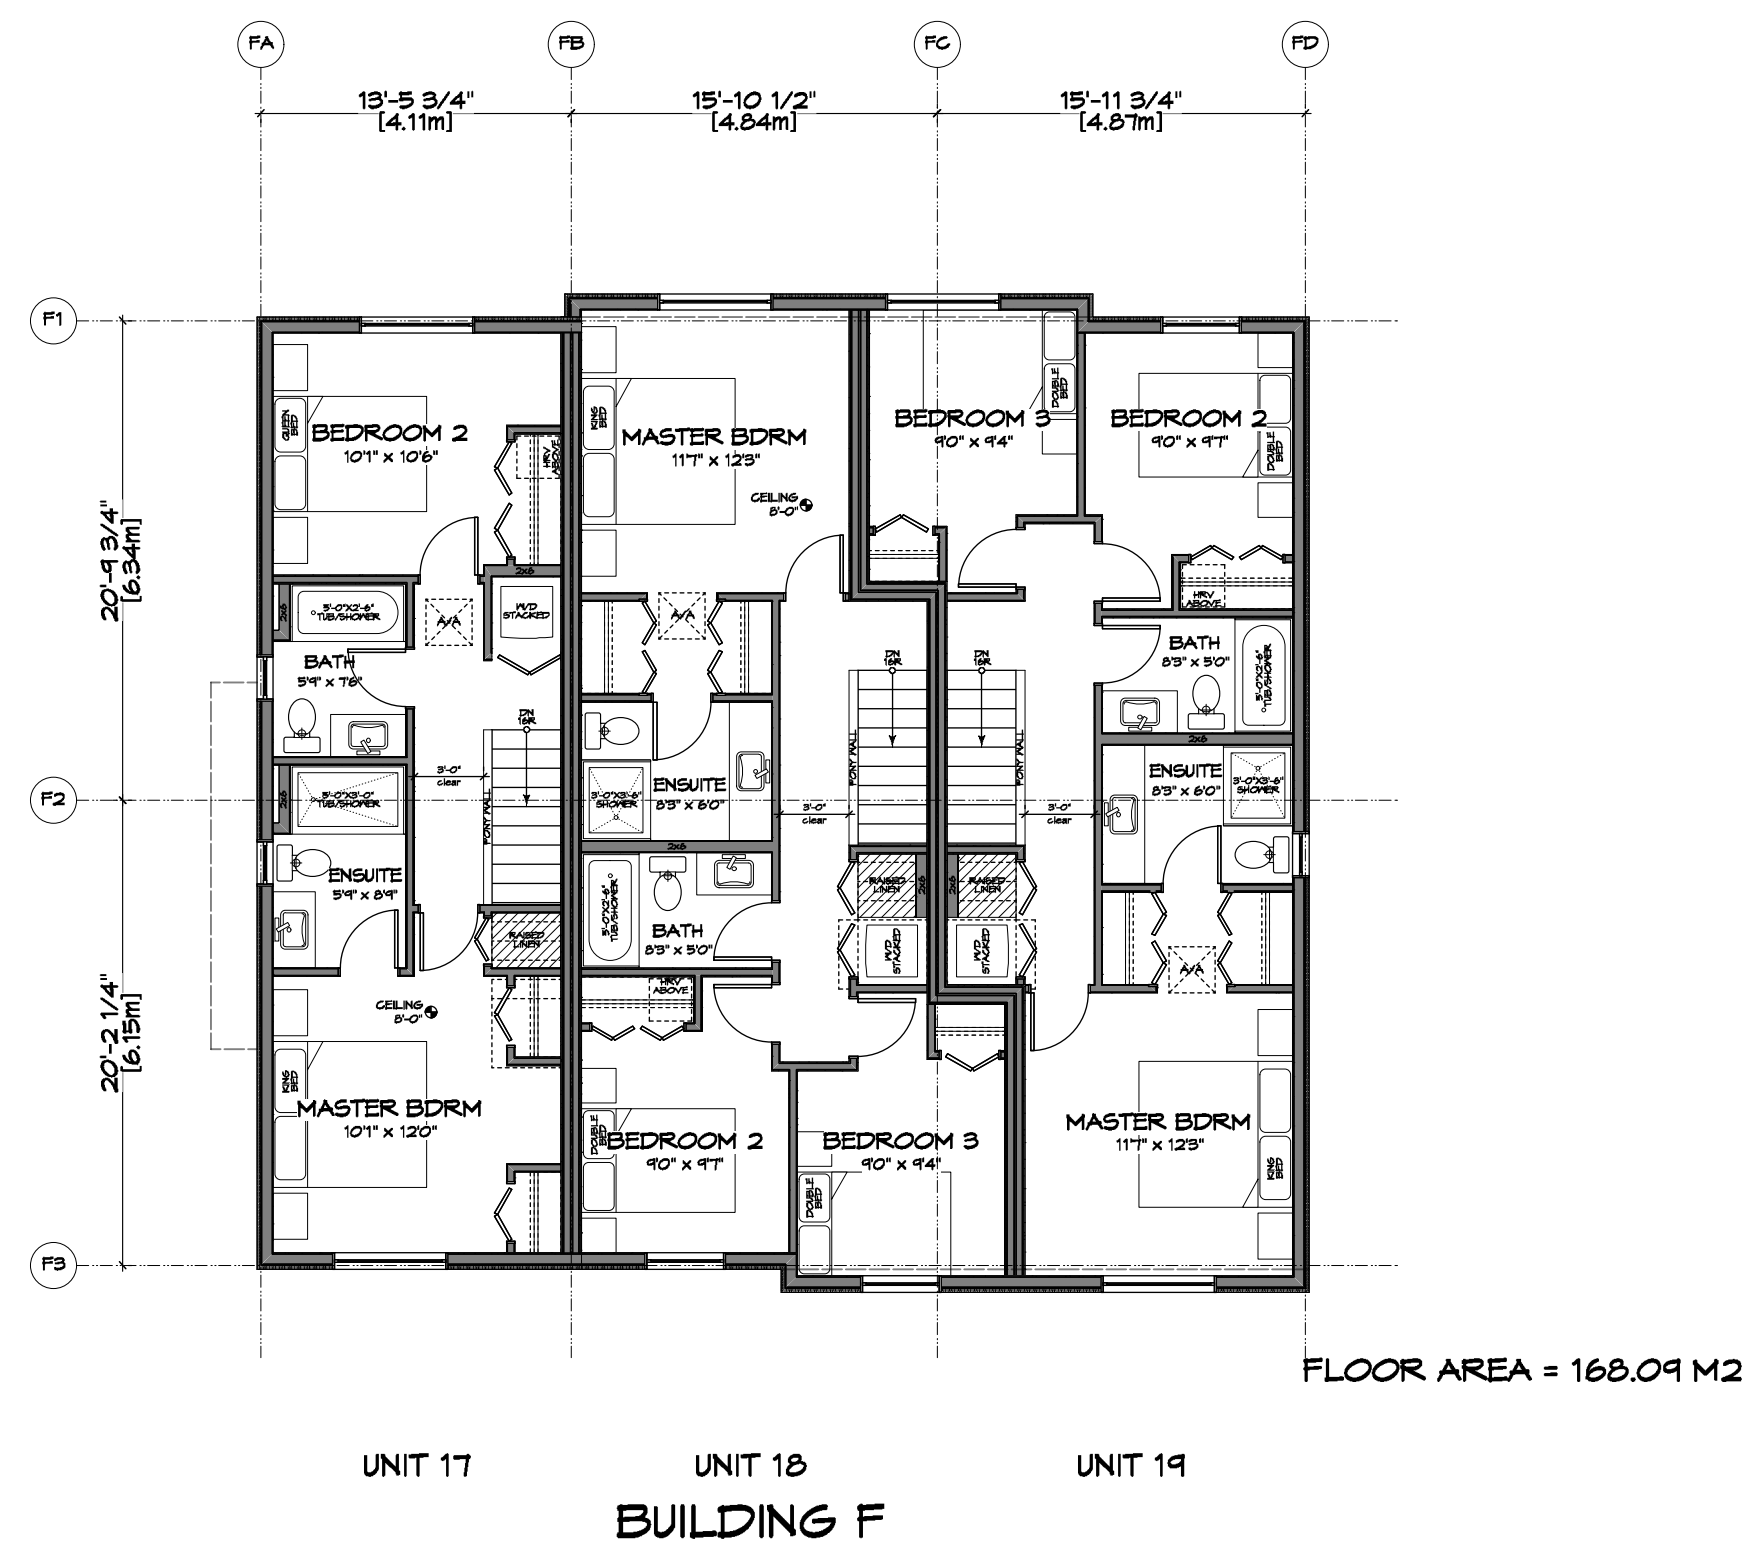 FA
FB
FC
FD
13'-5 3/4"
[4.11m]
15'-10 1/2"
[4.84m]
15'-11 3/4"
[4.87m]
F1
F2
F3
20'-9 3/4"
[6.34m]
20'-2 1/4"
[6.15m]
QUEEN
BED
BEDROOM 2
10'1" x 10'6"
HRV
ABOVE
2x6
2x6
5'-0"X2'-6"
TUB/SHOWER
A/A
W/D
STACKED
BATH
5'9" x 7'6"
DN
16R
3'-0"
clear
PONY WALL
2x6
5'-0"X3'-0"
TUB/SHOWER
ENSUITE
5'9" x 8'9"
RAISED
LINEN
CEILING
8'-0"
KING
BED
MASTER BDRM
10'1" x 12'0"
KING
BED
MASTER BDRM
11'7" x 12'3"
CEILING
8'-0"
A/A
ENSUITE
8'3" x 6'0"
3'-0"X3'-6"
SHOWER
2x6
5'-0"X2'-6"
TUB/SHOWER
BATH
8'3" x 5'0"
DN
16R
PONY WALL
3'-0"
clear
RAISED
LINEN
2x6
W/D
STACKED
HRV
ABOVE
DOUBLE
BED
BEDROOM 2
9'0" x 9'7"
BEDROOM 3
9'0" x 9'4"
DOUBLE
BED
BEDROOM 3
9'0" x 9'4"
DOUBLE
BED
BEDROOM 2
9'0" x 9'7"
DOUBLE
BED
HRV
ABOVE
BATH
8'3" x 5'0"
5'-0"X2'-6"
TUB/SHOWER
2x6
DN
16R
PONY WALL
3'-0"
clear
ENSUITE
8'3" x 6'0"
3'-0"X3'-6"
SHOWER
2x6
RAISED
LINEN
W/D
STACKED
A/A
MASTER BDRM
11'7" x 12'3"
KING
BED
FLOOR AREA = 168.09 M2
UNIT 17
UNIT 18
UNIT 19
BUILDING F